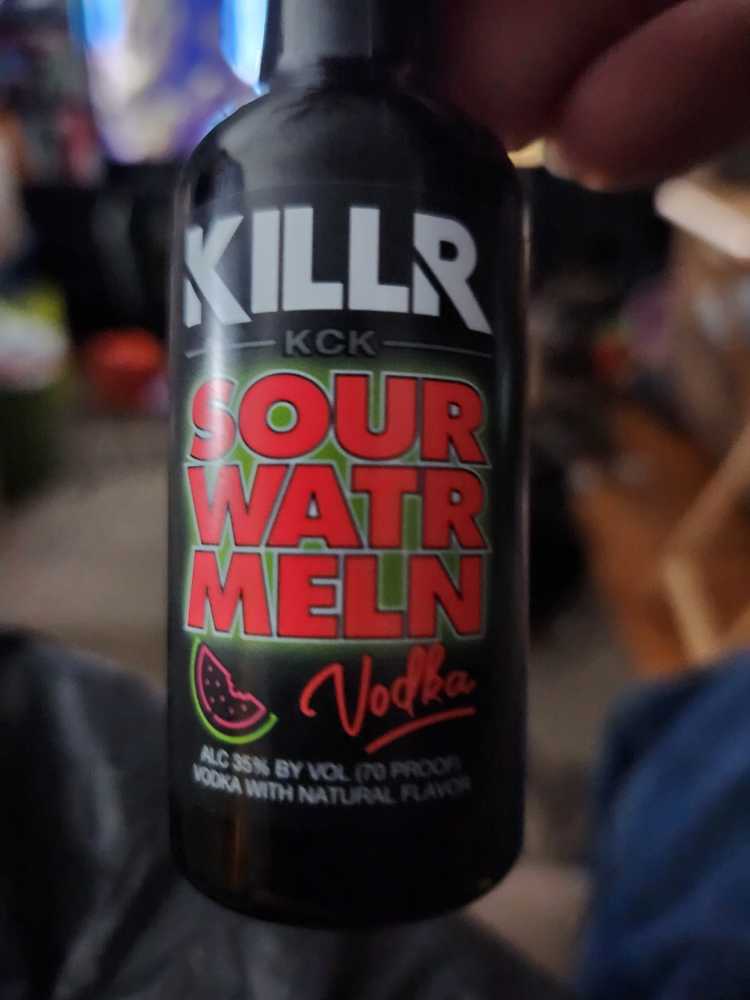 KILLR
KCK
SOUR
WATR
MELN
Vodka
ALC 35% BY VOL (70 PROOF)
VODKA WITH NATURAL FLAVOR